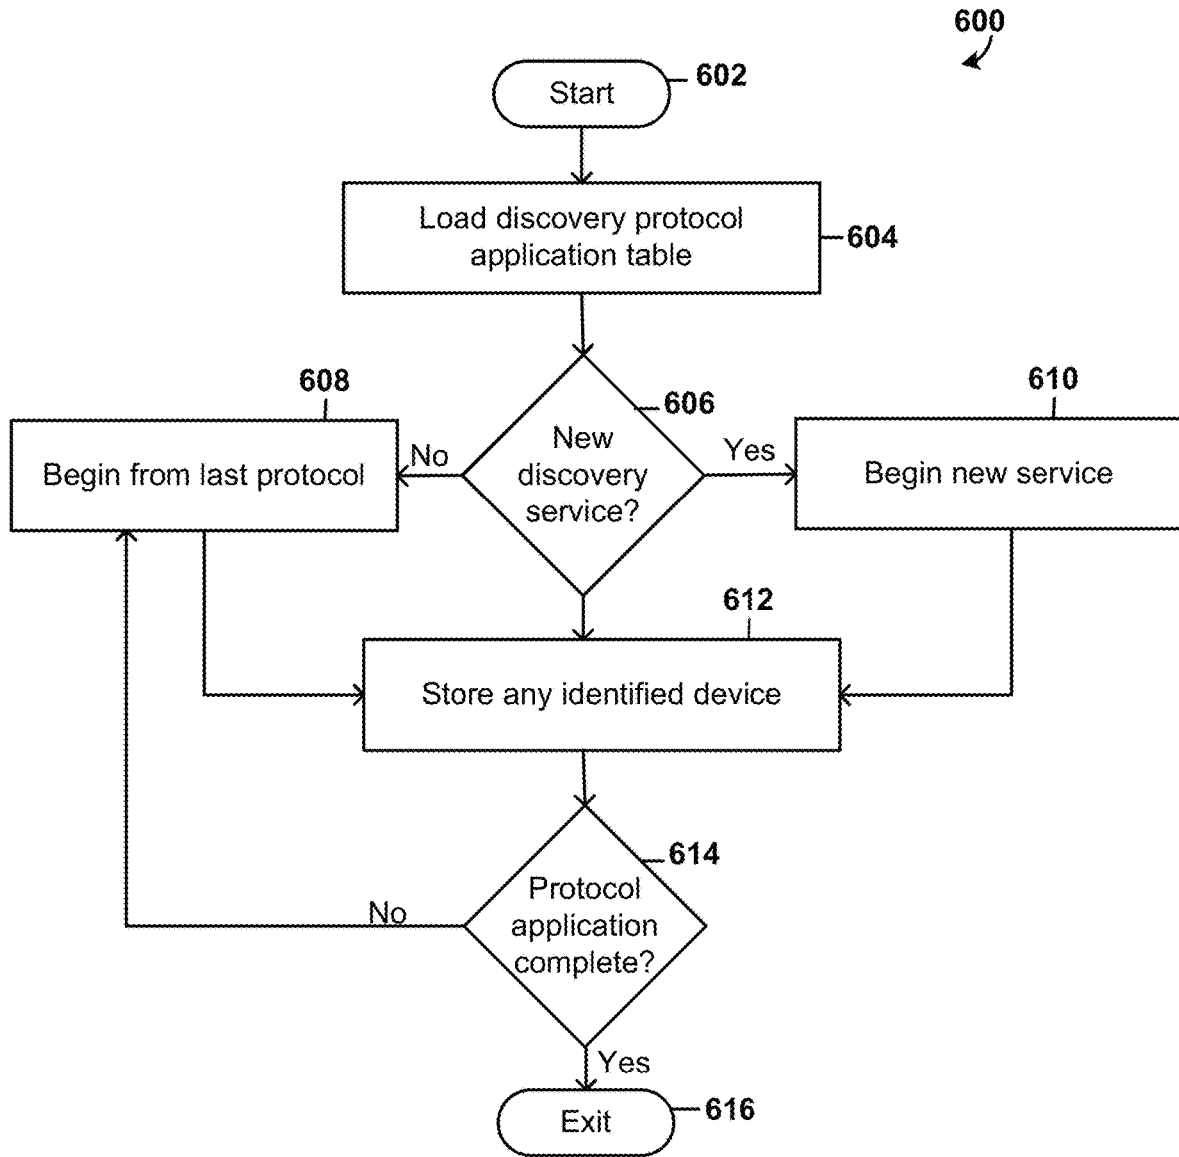 600
Start
602
Load discovery protocol
application table
604
608
606
610
New
discovery
service?
No
Yes
Begin from last protocol
Begin new service
612
Store any identified device
614
Protocol
application
complete?
No
Yes
Exit
616